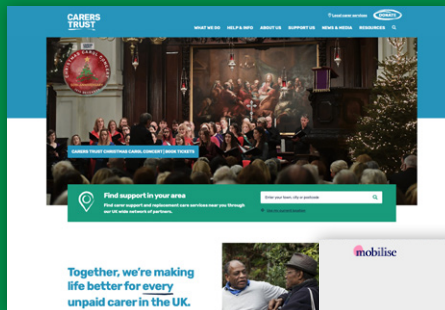 CARERS
TRUST
Local carer services
DONATE
WHAT WE DO HELP & INFO ABOUT US SUPPORT US NEWS & MEDIA RESOURCES
CHRISTMAS CAROL CONCERT
CARERS TRUST CHRISTMAS CAROL CONCERT | BOOK TICKETS
Find support in your area
Find carer support and replacement care services near you through
our UK wide network of partners.
Enter your town, city or postcode
Together, we're making
life better for every
unpaid carer in the UK.
mobilise